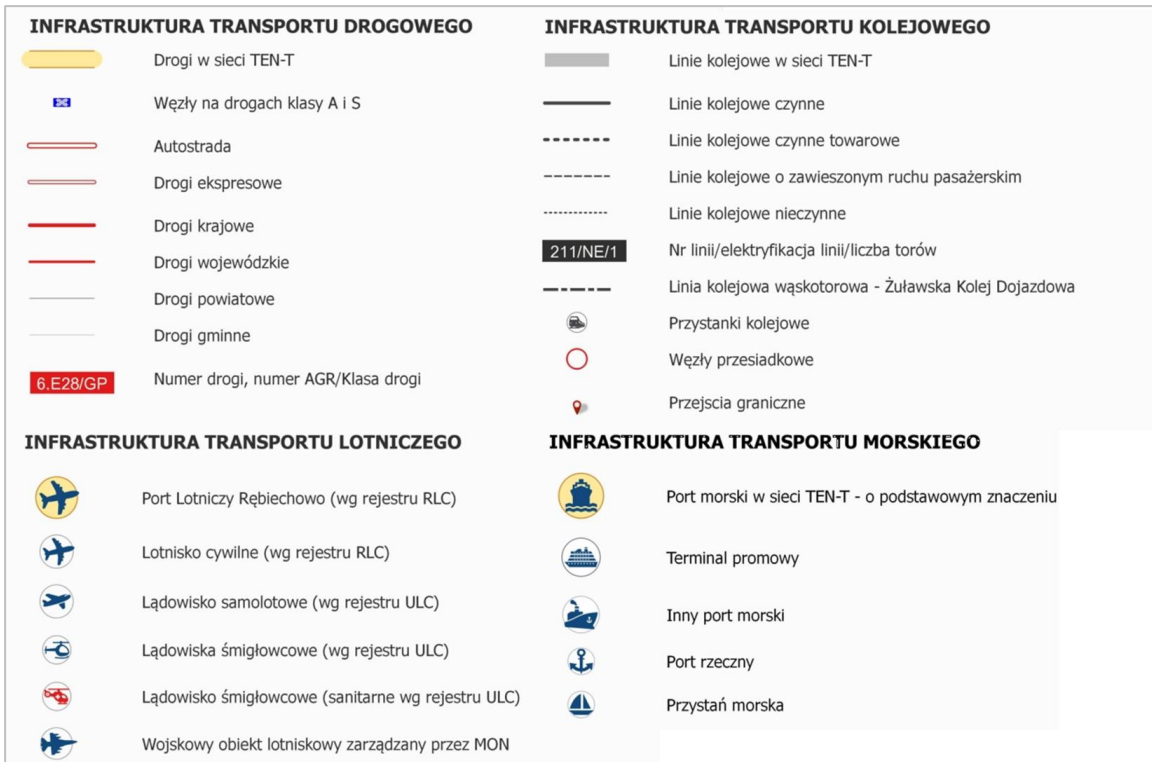 INFRASTRUKTURA TRANSPORTU DROGOWEGO
Drogi w sieci TEN-T
Węzły na drogach klasy A i S
Autostrada
Drogi ekspresowe
Drogi krajowe
Drogi wojewódzkie
Drogi powiatowe
Drogi gminne
6.E28/GP Numer drogi, numer AGR/Klasa drogi
INFRASTRUKTURA TRANSPORTU KOLEJOWEGO
Linie kolejowe w sieci TEN-T
Linie kolejowe czynne
Linie kolejowe czynne towarowe
Linie kolejowe o zawieszonym ruchu pasażerskim
Linie kolejowe nieczynne
211/NE/1 Nr linii/elektryfikacja linii/liczba torów
Linia kolejowa wąskotorowa - Żuławska Kolej Dojazdowa
Przystanki kolejowe
Węzły przesiadkowe
Przejscia graniczne
INFRASTRUKTURA TRANSPORTU LOTNICZEGO
Port Lotniczy Rębiechowo (wg rejestru RLC)
Lotnisko cywilne (wg rejestru RLC)
Lądowisko samolotowe (wg rejestru ULC)
Lądowiska śmigłowcowe (wg rejestru ULC)
Lądowisko śmigłowcowe (sanitarne wg rejestru ULC)
Wojskowy obiekt lotniskowy zarządzany przez MON
INFRASTRUKTURA TRANSPORTU MORSKIEGO
Port morski w sieci TEN-T - o podstawowym znaczeniu
Terminal promowy
Inny port morski
Port rzeczny
Przystań morska